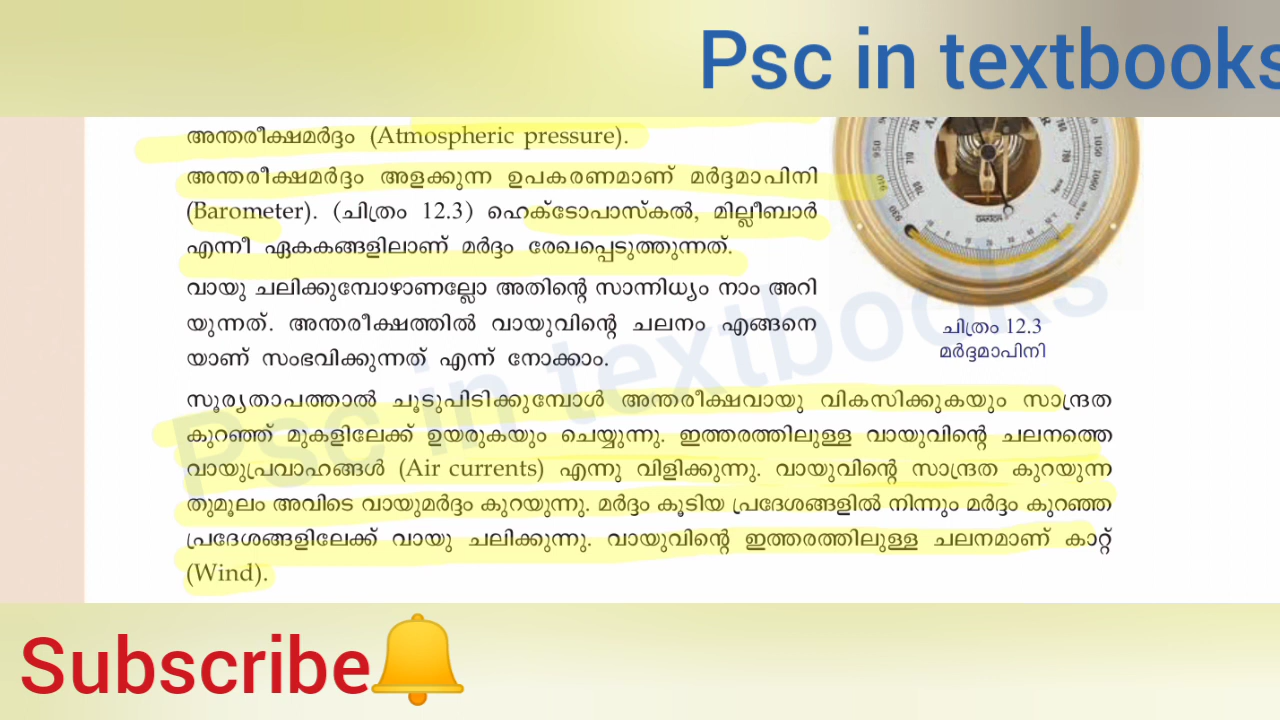 Psc in textbooks
അന്തരീക്ഷമർദ്ദം (Atmospheric pressure).
അന്തരീക്ഷമർദ്ദം അളക്കുന്ന ഉപകരണമാണ് മർദ്ദമാപിനി
(Barometer). (ചിത്രം 12.3) ഹെക്ടോപാസ്കൽ, മില്ലീബാർ
എന്നീ ഏകകങ്ങളിലാണ് മർദ്ദം രേഖപ്പെടുത്തുന്നത്.
വായു ചലിക്കുമ്പോഴാണല്ലോ അതിന്റെ സാന്നിധ്യം നാം അറി
യുന്നത്. അന്തരീക്ഷത്തിൽ വായുവിന്റെ ചലനം എങ്ങനെ
യാണ് സംഭവിക്കുന്നത് എന്ന് നോക്കാം.
ചിത്രം 12.3
മർദ്ദമാപിനി
സൂര്യതാപത്താൽ ചൂടുപിടിക്കുമ്പോൾ അന്തരീക്ഷവായു വികസിക്കുകയും സാന്ദ്രത
കുറഞ്ഞ് മുകളിലേക്ക് ഉയരുകയും ചെയ്യുന്നു. ഇത്തരത്തിലുള്ള വായുവിന്റെ ചലനത്തെ
വായുപ്രവാഹങ്ങൾ (Air currents) എന്നു വിളിക്കുന്നു. വായുവിന്റെ സാന്ദ്രത കുറയുന്ന
തുമൂലം അവിടെ വായുമർദ്ദം കുറയുന്നു. മർദ്ദം കൂടിയ പ്രദേശങ്ങളിൽ നിന്നും മർദ്ദം കുറഞ്ഞ
പ്രദേശങ്ങളിലേക്ക് വായു ചലിക്കുന്നു. വായുവിന്റെ ഇത്തരത്തിലുള്ള ചലനമാണ് കാറ്റ്
(Wind).
Psc in textbooks
Subscribe